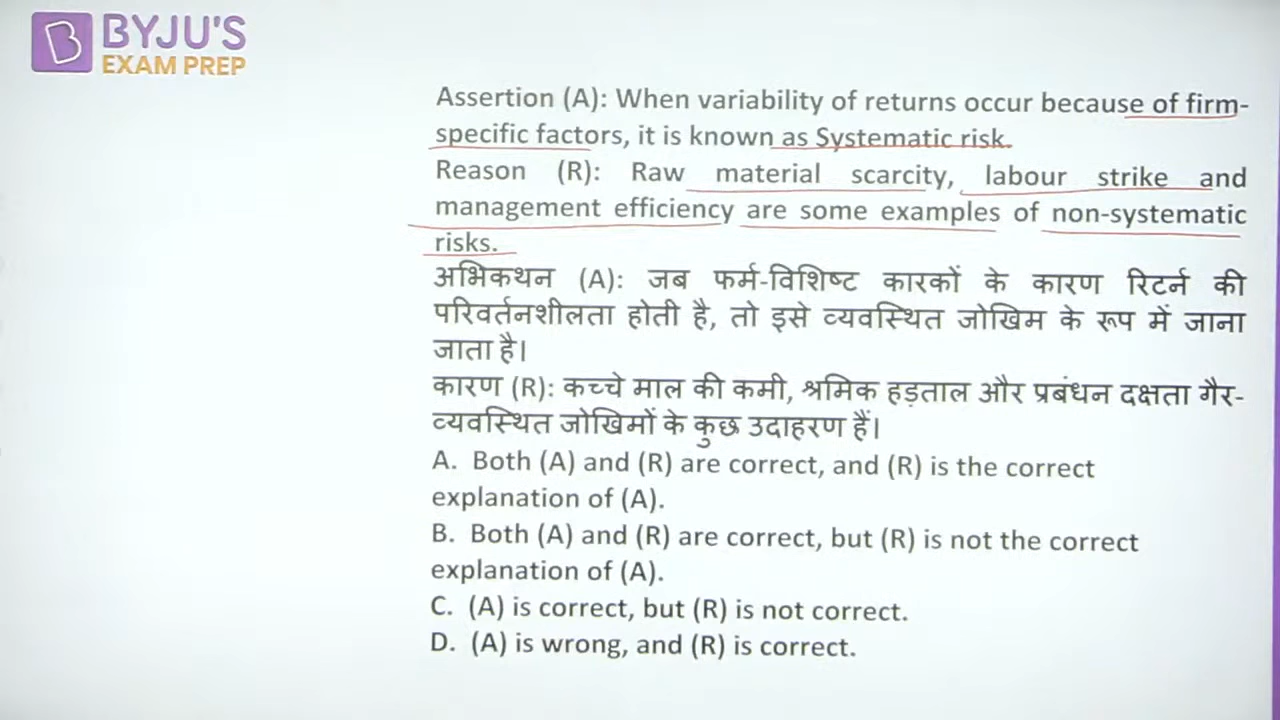 BYJU'S
EXAM PREP
Assertion (A): When variability of returns occur because of firm-
specific factors, it is known as Systematic risk.
Reason (R): Raw material scarcity, labour strike and
management efficiency are some examples of non-systematic
risks.
अभिकथन (A): जब फर्म-विशिष्ट कारकों के कारण रिटर्न की
परिवर्तनशीलता होती है, तो इसे व्यवस्थित जोखिम के रूप में जाना
जाता है।
कारण (R): कच्चे माल की कमी, श्रमिक हड़ताल और प्रबंधन दक्षता गैर-
व्यवस्थित जोखिमों के कुछ उदाहरण हैं।
A. Both (A) and (R) are correct, and (R) is the correct
explanation of (A).
B. Both (A) and (R) are correct, but (R) is not the correct
explanation of (A).
C. (A) is correct, but (R) is not correct.
D. (A) is wrong, and (R) is correct.